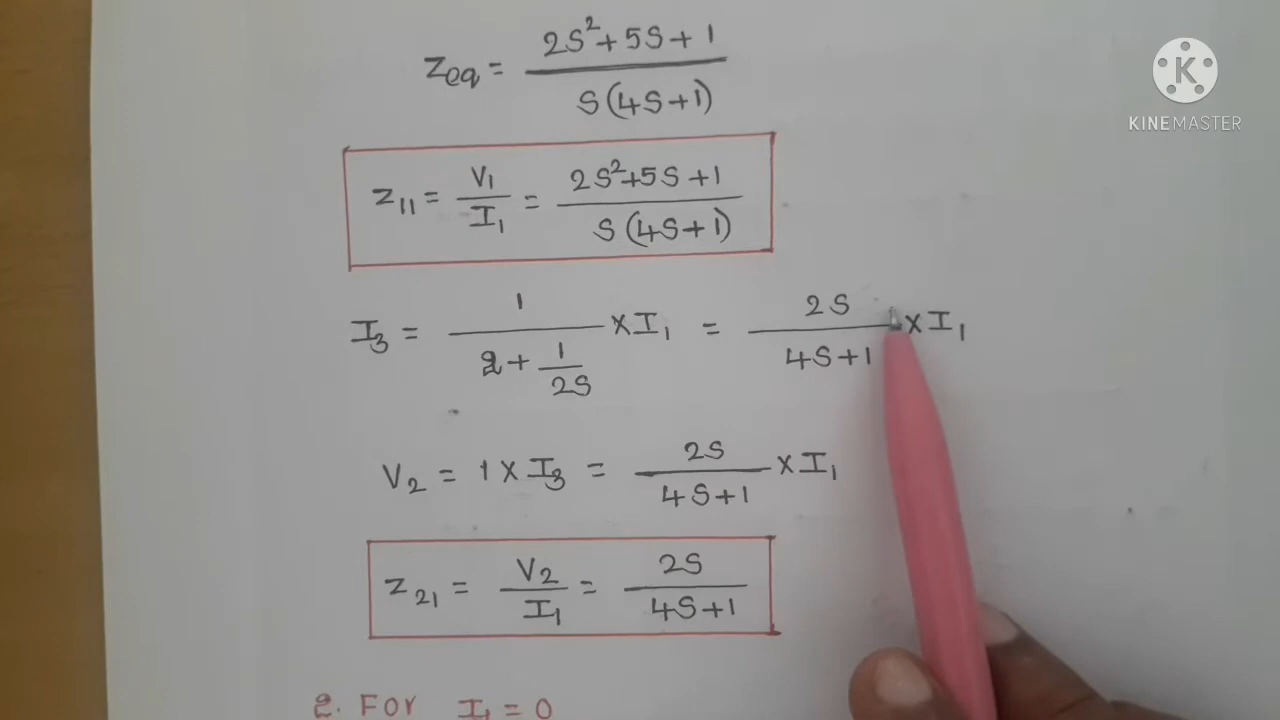 Zeq = 2S²+5S+1 / S(4S+1)
KINEMASTER
Z11 = V1/I1 = 2S²+5S+1 / S(4S+1)
I3 = 1 / 2+1/2S × I1 = 2S / 4S+1 × I1
V2 = 1 × I3 = 2S / 4S+1 × I1
Z21 = V2/I1 = 2S / 4S+1
2. For I1 = 0